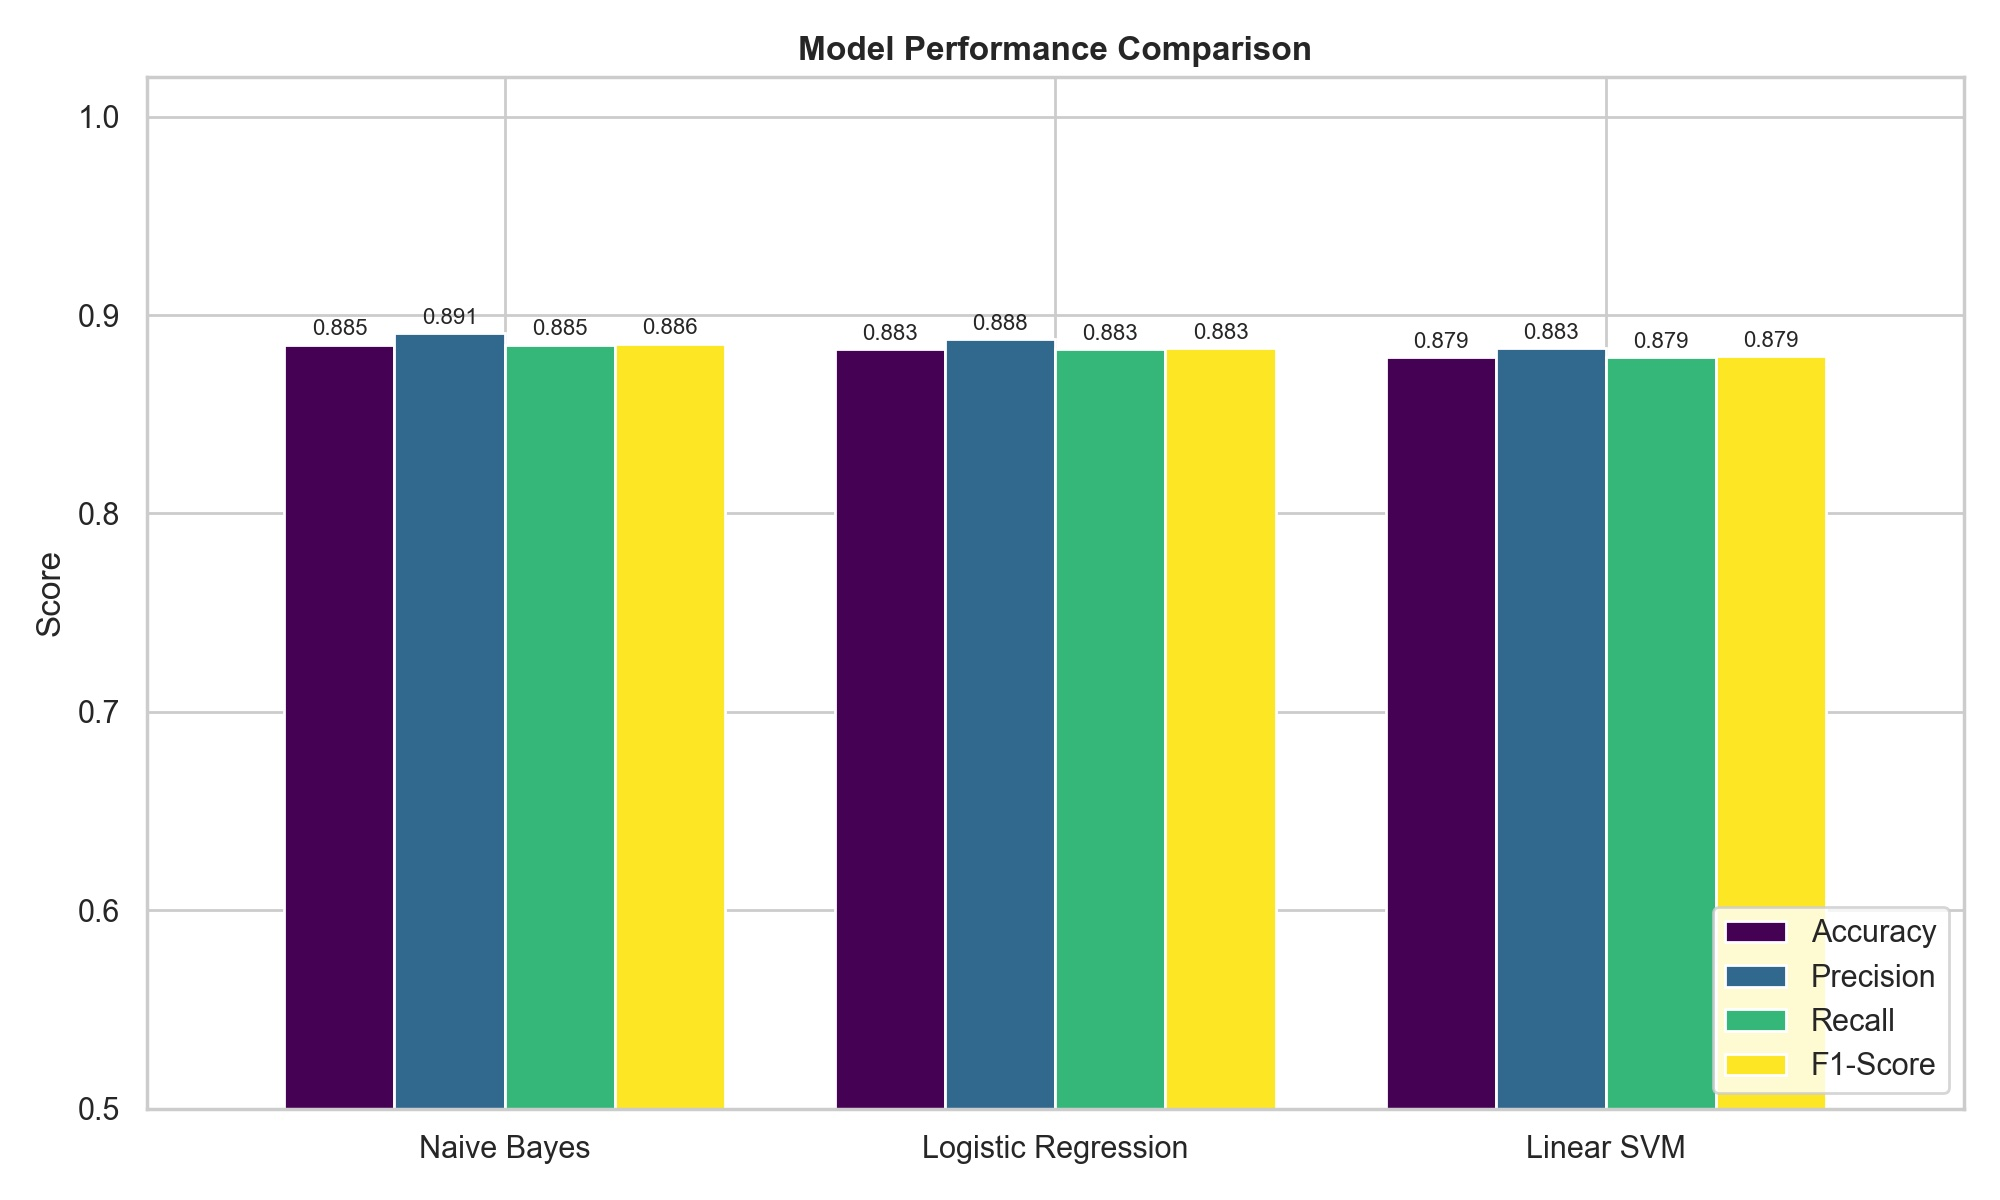 Model Performance Comparison
1.0
0.9
0.8
0.7
0.6
0.5
Score
0.885 0.891 0.885 0.886
0.883 0.888 0.883 0.883
0.879 0.883 0.879 0.879
Naive Bayes
Logistic Regression
Linear SVM
Accuracy
Precision
Recall
F1-Score